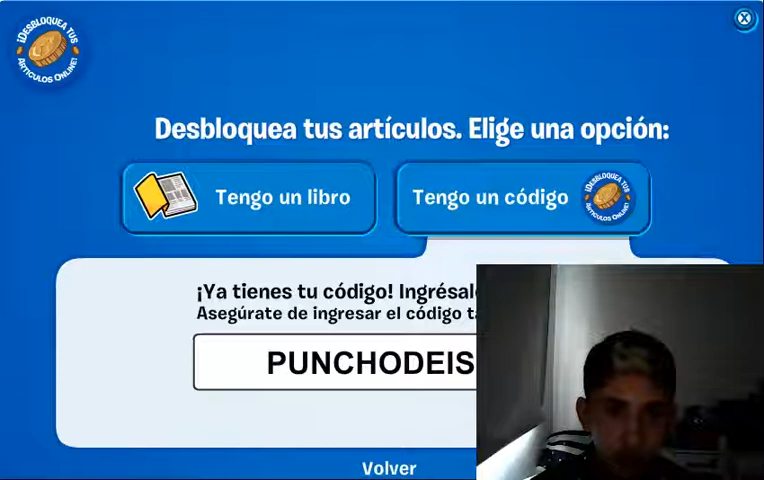 ¡DESBLOQUEA TUS
ARTÍCULOS ONLINE!
Desbloquea tus artículos. Elige una opción:
Tengo un libro
Tengo un código
¡DESBLOQUEA TUS
ARTÍCULOS ONLINE!
¡Ya tienes tu código!
Asegúrate de ingresar el código
PUNCHODEIS
Volver